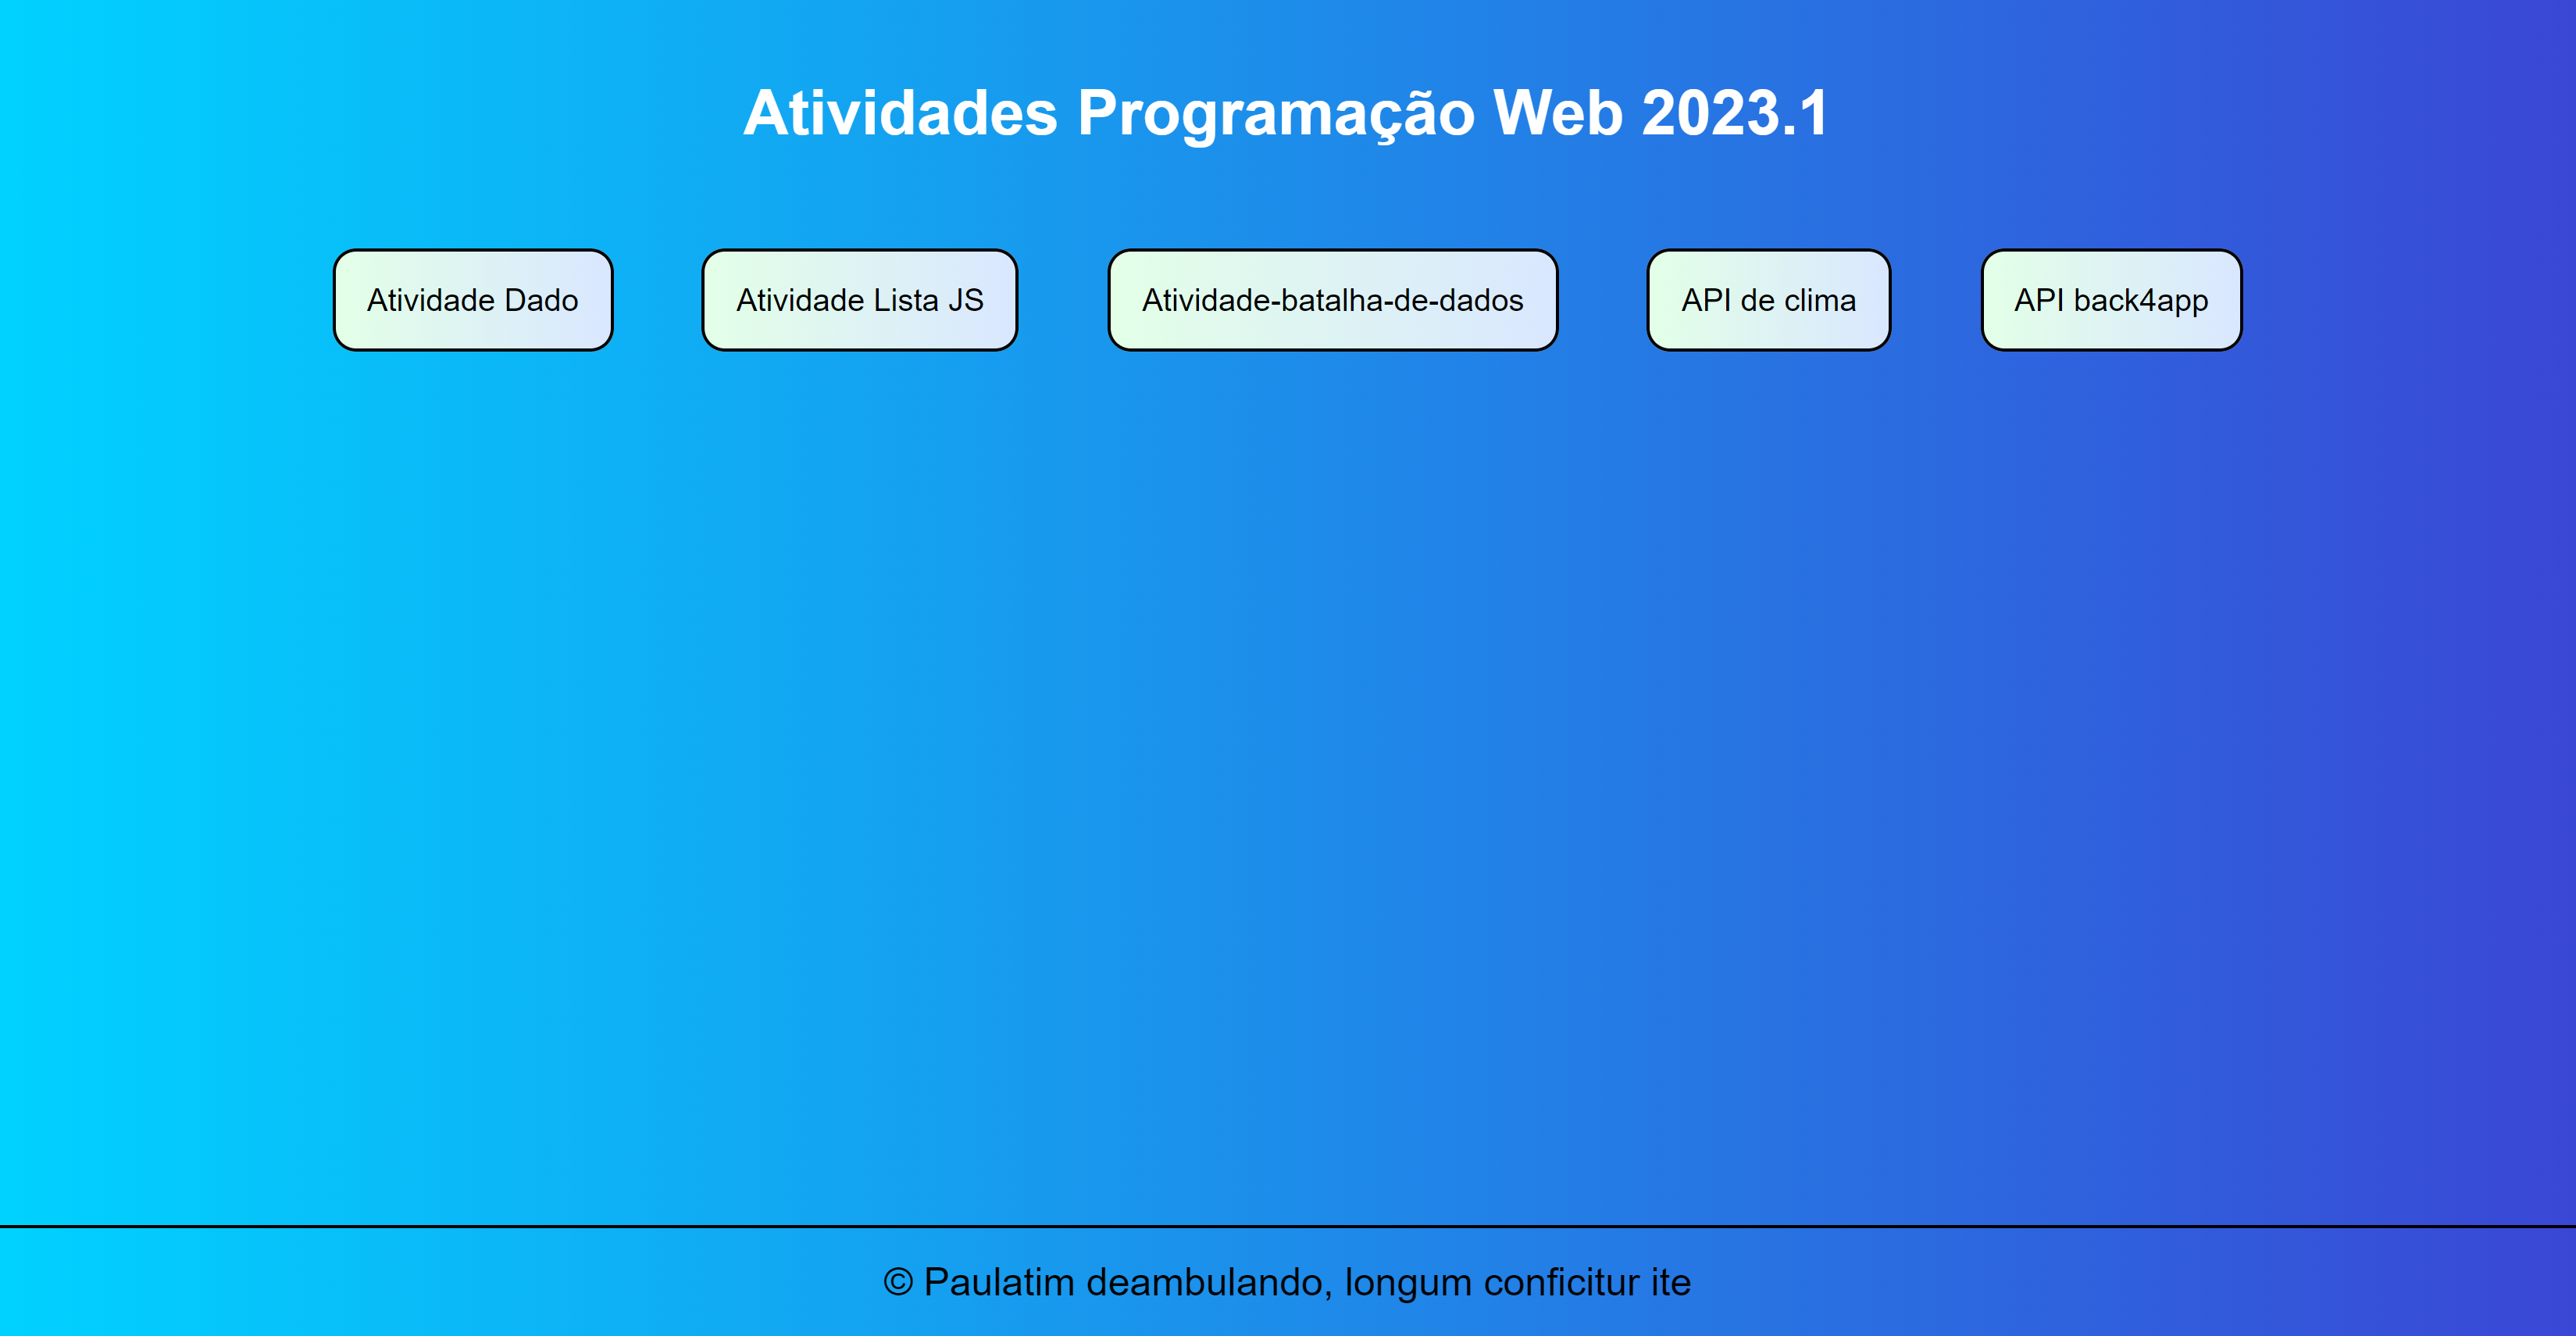 Atividades Programação Web 2023.1
Atividade Dado
Atividade Lista JS
Atividade-batalha-de-dados
API de clima
API back4app
© Paulatim deambulando, longum conficitur ite